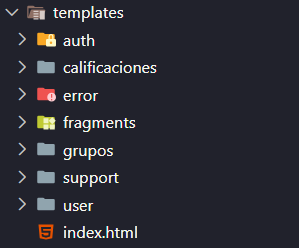 templates
auth
calificaciones
error
fragments
grupos
support
user
index.html